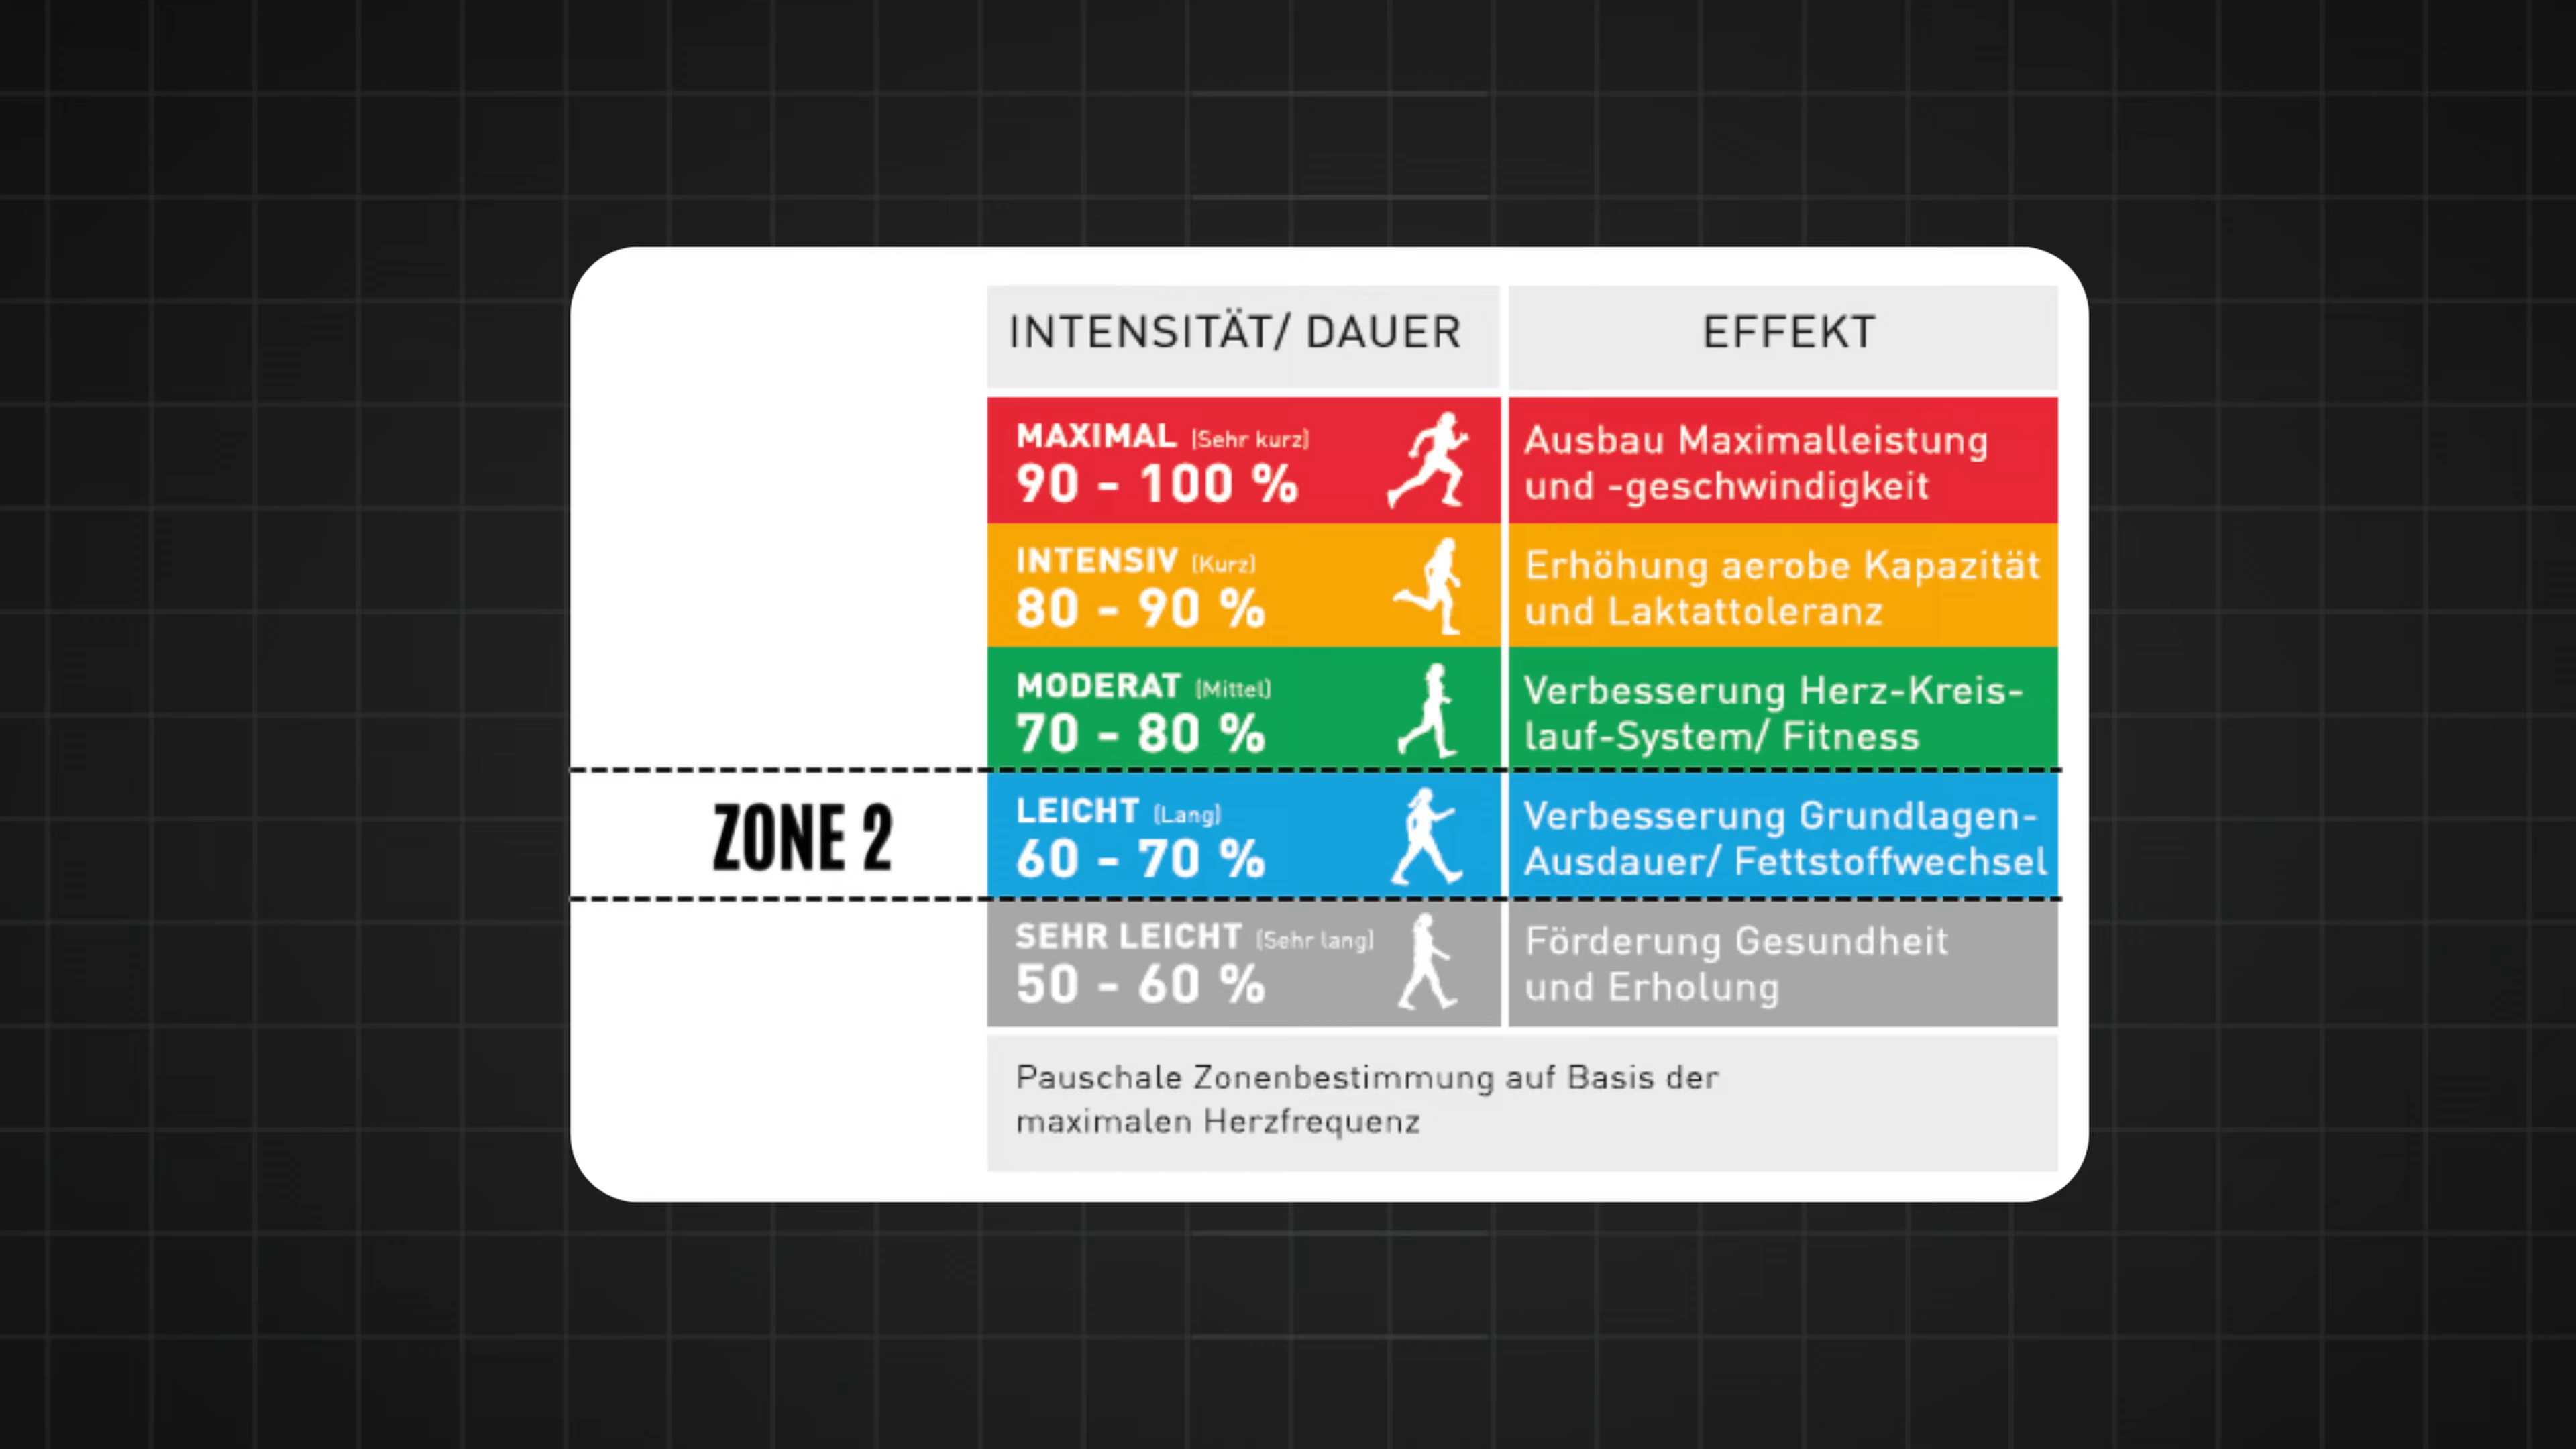 INTENSITÄT/ DAUER
EFFEKT
MAXIMAL (Sehr kurz)
90 - 100 %
Ausbau Maximalleistung
und -geschwindigkeit
INTENSIV (Kurz)
80 - 90 %
Erhöhung aerobe Kapazität
und Laktattoleranz
MODERAT (Mittel)
70 - 80 %
Verbesserung Herz-Kreis-
lauf-System/ Fitness
ZONE 2
LEICHT (Lang)
60 - 70 %
Verbesserung Grundlagen-
Ausdauer/ Fettstoffwechsel
SEHR LEICHT (Sehr lang)
50 - 60 %
Förderung Gesundheit
und Erholung
Pauschale Zonenbestimmung auf Basis der
maximalen Herzfrequenz